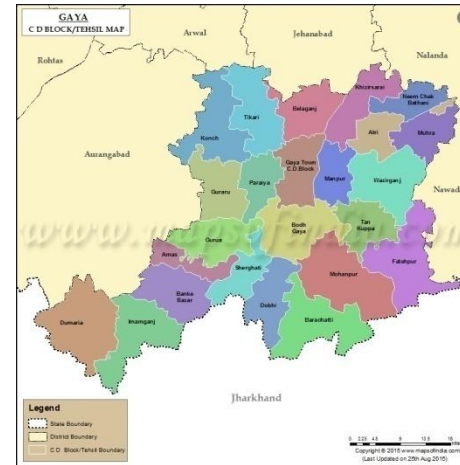 GAYA
C D BLOCK/TEHSIL MAP
Arwal
Jehanabad
Rohtas
Nalanda
Khizirsarai
Neem Chak
Bathani
Tikari
Belaganj
Konch
Atri
Muhra
Aurangabad
Gaya Town
C.D.Block
Manpur
Wazirganj
Paraiya
Guraru
Nawad
www.mapsofindia.com
Bodh
Gaya
Tan
Kuppa
Gurua
Amas
Sherghati
Mohanpur
Fatehpur
Banke
Bazar
Dobhi
Dumaria
Imamganj
Barachatti
Jharkhand
Legend
State Boundary
District Boundary
C.D. Block/Tehsil Boundary
Copyright © 2015 www.mapsofindia.com
(Last Updated on 25th Aug 2015)